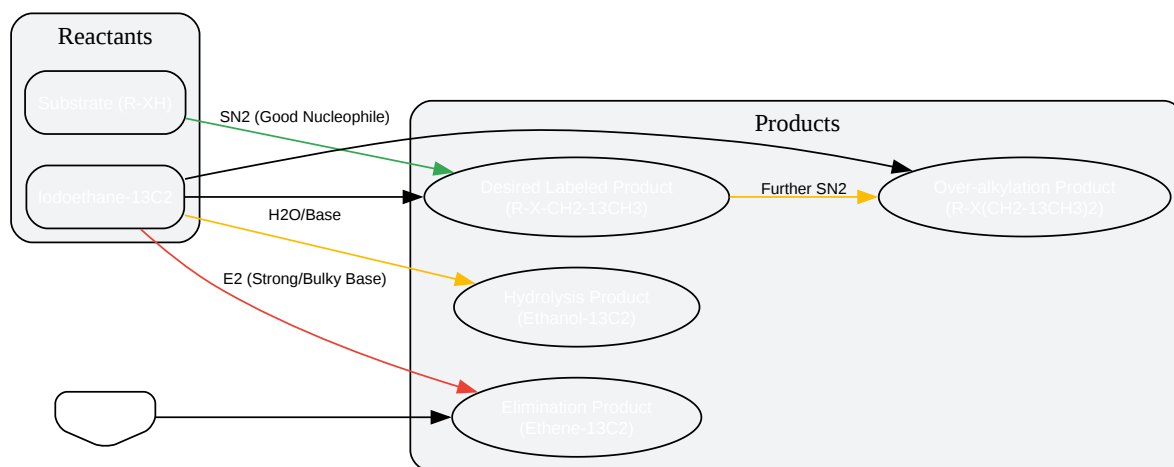 Reactants
Substrate (R-XH)
Iodoethane-13C2
SN2 (Good Nucleophile)
H2O/Base
E2 (Strong/Bulky Base)
Products
Desired Labeled Product
(R-X-CH2-13CH3)
Further SN2
Over-alkylation Product
(R-X(CH2-13CH3)2)
Hydrolysis Product
(Ethanol-13C2)
Elimination Product
(Ethene-13C2)